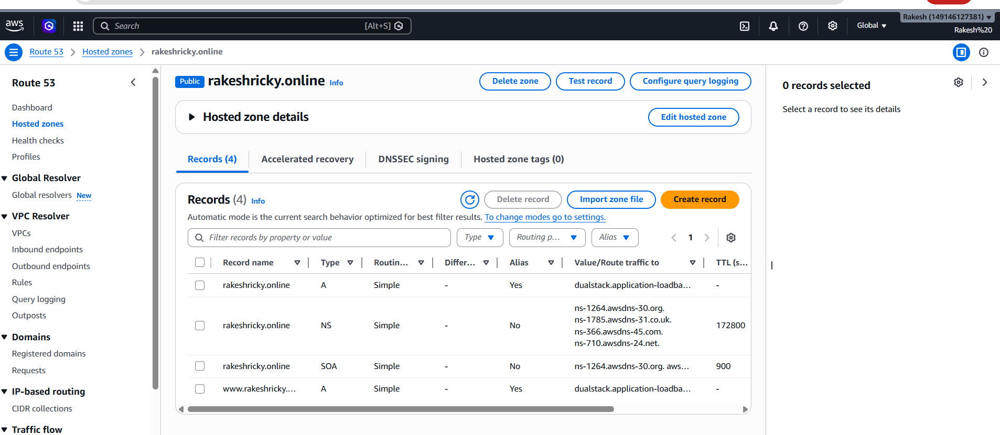 aws
Search
[Alt+S]
Global
Rakesh (149146127381)
Rakesh%20
Route 53
Hosted zones
rakeshricky.online
Route 53
Dashboard
Hosted zones
Health checks
Profiles
Global Resolver
Global resolvers New
VPC Resolver
VPCs
Inbound endpoints
Outbound endpoints
Rules
Query logging
Outposts
Domains
Registered domains
Requests
IP-based routing
CIDR collections
Traffic flow
Public rakeshricky.online Info
Delete zone
Test record
Configure query logging
Hosted zone details
Edit hosted zone
Records (4)
Accelerated recovery
DNSSEC signing
Hosted zone tags (0)
Records (4) Info
Delete record
Import zone file
Create record
Automatic mode is the current search behavior optimized for best filter results. To change modes go to settings.
Filter records by property or value
Type
Routing p...
Alias
1
Record name Type Routin... Differ... Alias Value/Route traffic to TTL (s...
rakeshricky.online A Simple - Yes dualstack.application-loadba... -
rakeshricky.online NS Simple - No ns-1264.awsdns-30.org.
ns-1785.awsdns-31.co.uk.
ns-366.awsdns-45.com.
ns-710.awsdns-24.net.
172800
rakeshricky.online SOA Simple - No ns-1264.awsdns-30.org. aws... 900
www.rakeshricky.... A Simple - Yes dualstack.application-loadba... -
0 records selected
Select a record to see its details